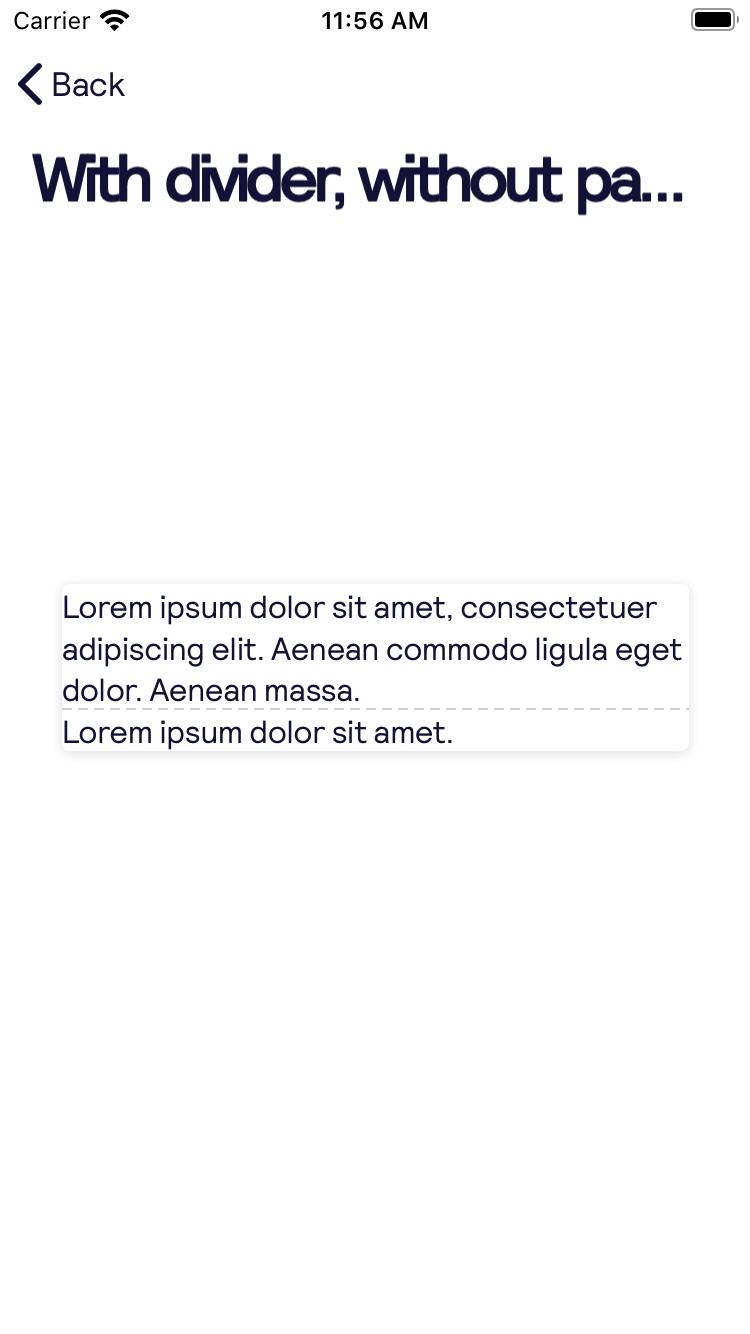 Carrier
11:56 AM
Back
With divider, without pa...
Lorem ipsum dolor sit amet, consectetuer
adipiscing elit. Aenean commodo ligula eget
dolor. Aenean massa.
Lorem ipsum dolor sit amet.